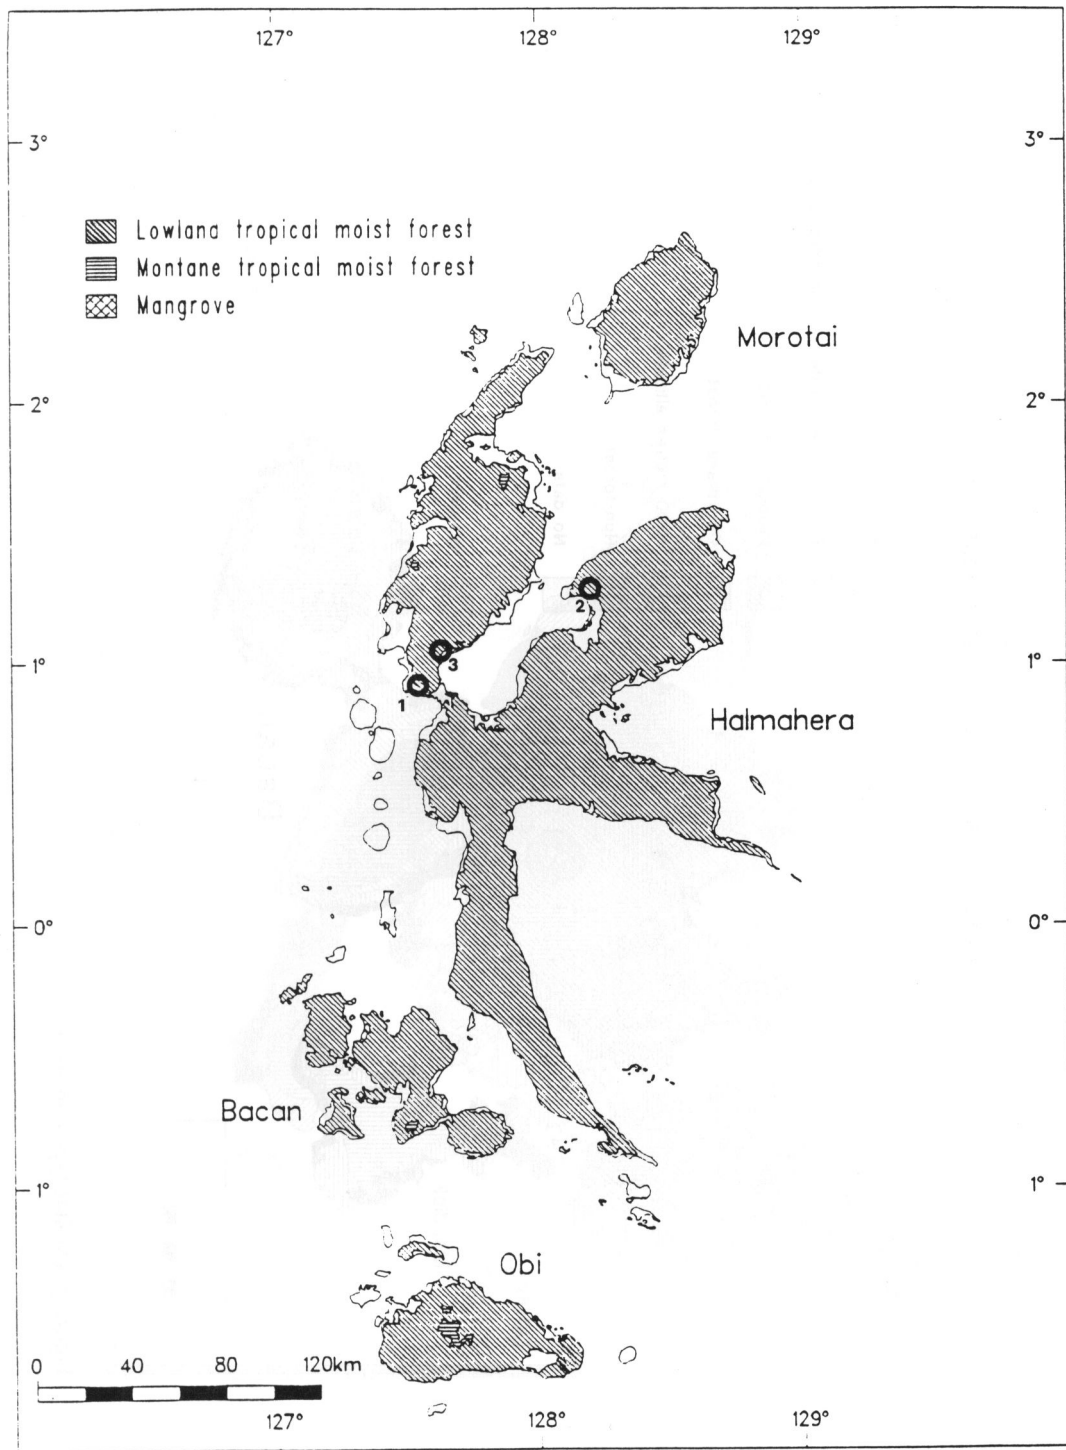 127° 128° 129°
3° 3°
Lowland tropical moist forest
Montane tropical moist forest
Mangrove
Morotai
2° 2°
2
3
1° 1°
1
Halmahera
0° 0°
Bacan
1° 1°
Obi
0 40 80 120km
127° 128° 129°